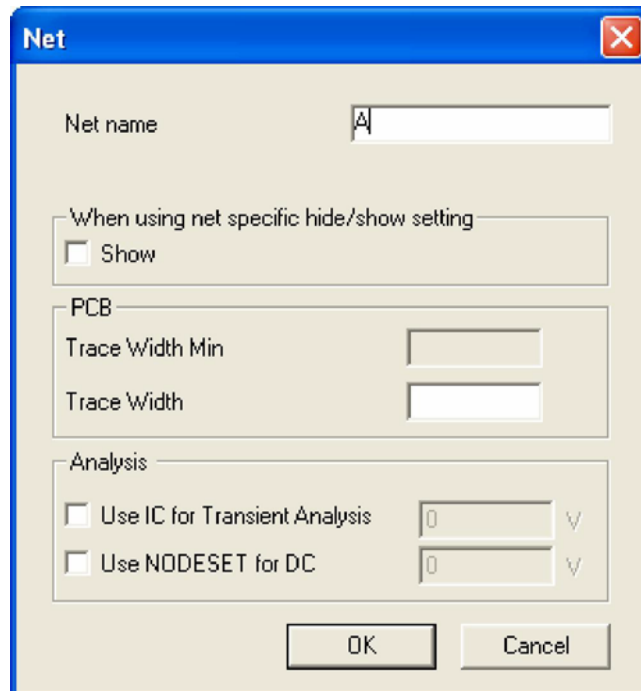 Net
Net name A
When using net specific hide/show setting
Show
PCB
Trace Width Min
Trace Width
Analysis
Use IC for Transient Analysis 0 V
Use NODESET for DC 0 V
OK Cancel